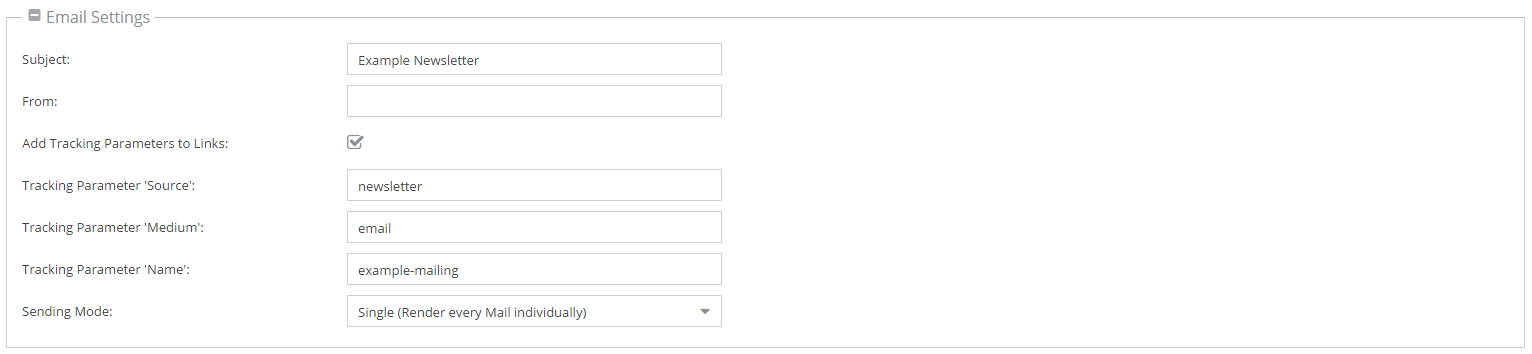 Email Settings
Subject: Example Newsletter
From:
Add Tracking Parameters to Links:
Tracking Parameter 'Source': newsletter
Tracking Parameter 'Medium': email
Tracking Parameter 'Name': example-mailing
Sending Mode: Single (Render every Mail individually)